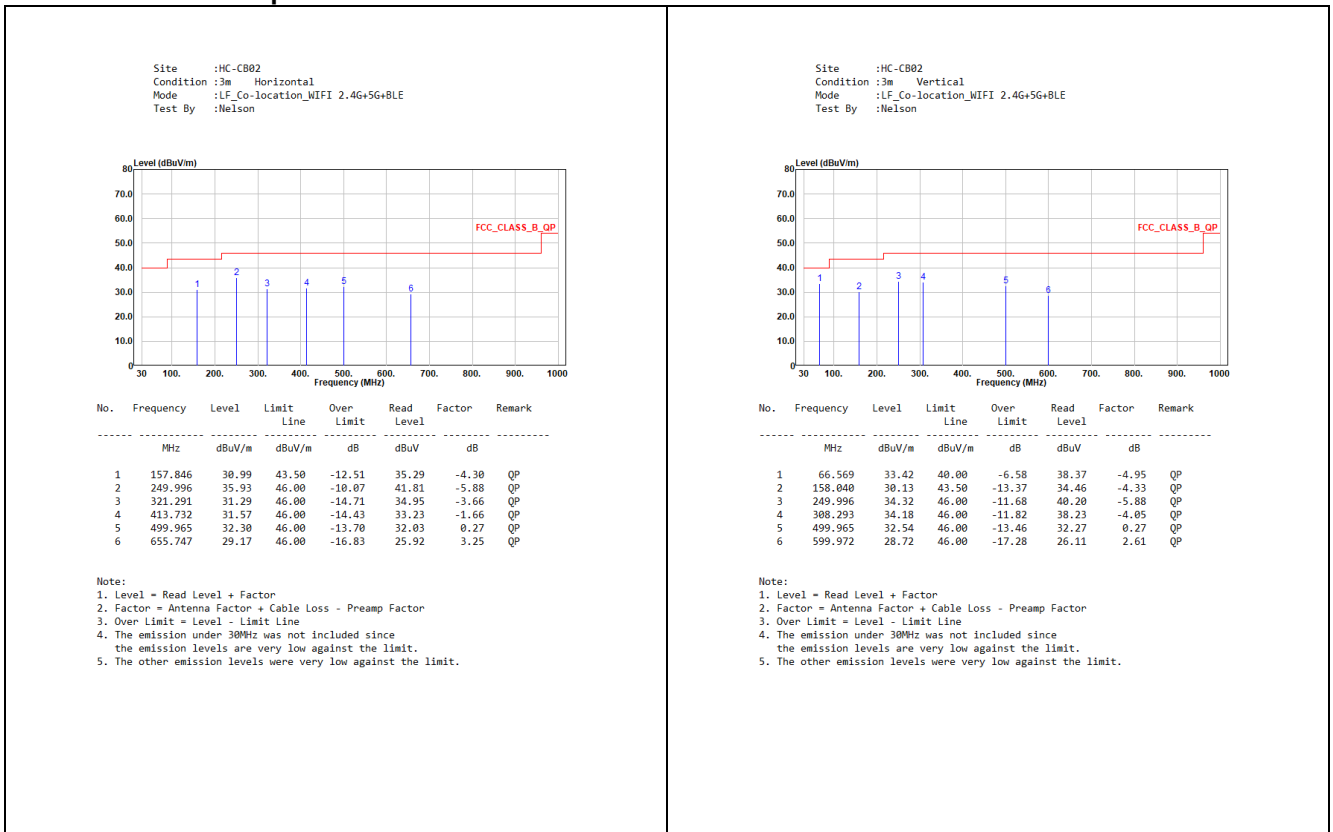 Site :HC-CB02
Condition :3m Horizontal
Mode :LF_Co-location_WIFI 2.4G+5G+BLE
Test By :Nelson
Level (dBuV/m)
80
70.0
60.0
FCC_CLASS_B_QP
50.0
40.0
30.0
20.0
10.0
0
1 2 3 4 5 6
30 100. 200. 300. 400. 500. 600. 700. 800. 900. 1000
Frequency (MHz)
No. Frequency Level Limit Over Read Factor Remark
Line Limit Level
------ ----------- -------- --------- --------- -------- ------- ---------
MHz dBuV/m dBuV/m dB dBuV dB
1 157.846 30.99 43.50 -12.51 35.29 -4.30 QP
2 249.996 35.93 46.00 -10.07 41.81 -5.88 QP
3 321.291 31.29 46.00 -14.71 34.95 -3.66 QP
4 413.732 31.57 46.00 -14.43 33.23 -1.66 QP
5 499.965 32.30 46.00 -13.70 32.03 0.27 QP
6 655.747 29.17 46.00 -16.83 25.92 3.25 QP
Note:
1. Level = Read Level + Factor
2. Factor = Antenna Factor + Cable Loss - Preamp Factor
3. Over Limit = Level - Limit Line
4. The emission under 30MHz was not included since
the emission levels are very low against the limit.
5. The other emission levels were very low against the limit.
Site :HC-CB02
Condition :3m Vertical
Mode :LF_Co-location_WIFI 2.4G+5G+BLE
Test By :Nelson
Level (dBuV/m)
80
70.0
60.0
FCC_CLASS_B_QP
50.0
40.0
30.0
20.0
10.0
0
1 2 3 4 5 6
30 100. 200. 300. 400. 500. 600. 700. 800. 900. 1000
Frequency (MHz)
No. Frequency Level Limit Over Read Factor Remark
Line Limit Level
------ ----------- -------- --------- --------- -------- ------- ---------
MHz dBuV/m dBuV/m dB dBuV dB
1 66.569 33.42 40.00 -6.58 38.37 -4.95 QP
2 158.040 30.13 43.50 -13.37 34.46 -4.33 QP
3 249.996 34.32 46.00 -11.68 40.20 -5.88 QP
4 308.293 34.18 46.00 -11.82 38.23 -4.05 QP
5 499.965 32.54 46.00 -13.46 32.27 0.27 QP
6 599.972 28.72 46.00 -17.28 26.11 2.61 QP
Note:
1. Level = Read Level + Factor
2. Factor = Antenna Factor + Cable Loss - Preamp Factor
3. Over Limit = Level - Limit Line
4. The emission under 30MHz was not included since
the emission levels are very low against the limit.
5. The other emission levels were very low against the limit.